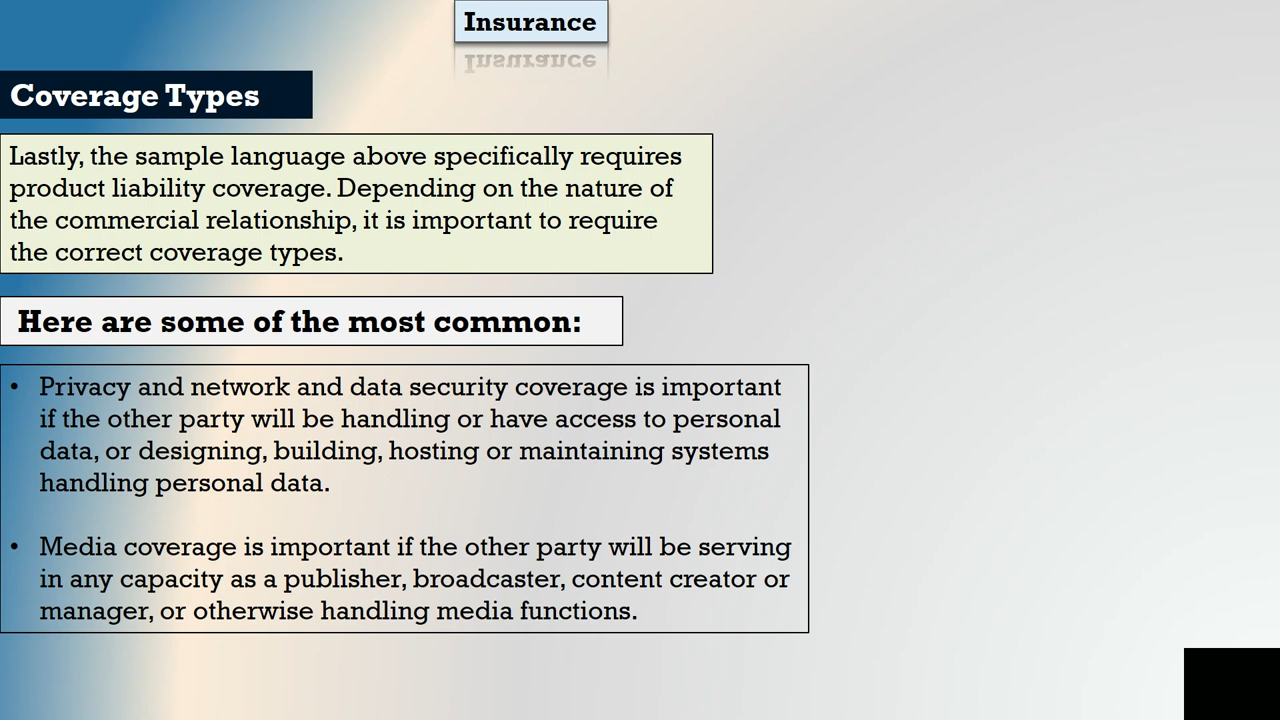 Insurance
Coverage Types
Lastly, the sample language above specifically requires
product liability coverage. Depending on the nature of
the commercial relationship, it is important to require
the correct coverage types.
Here are some of the most common:
• Privacy and network and data security coverage is important
if the other party will be handling or have access to personal
data, or designing, building, hosting or maintaining systems
handling personal data.
• Media coverage is important if the other party will be serving
in any capacity as a publisher, broadcaster, content creator or
manager, or otherwise handling media functions.